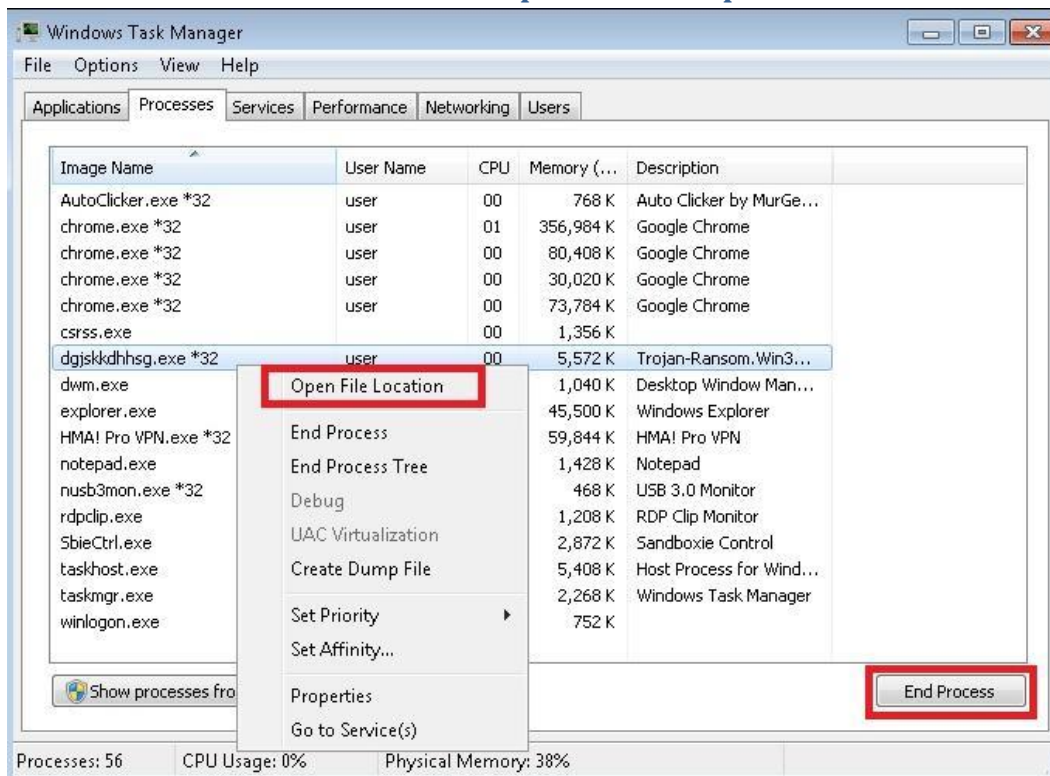 Windows Task Manager
File Options View Help
Applications Processes Services Performance Networking Users
Image Name User Name CPU Memory (... Description
AutoClicker.exe *32 user 00 768 K Auto Clicker by MurGe...
chrome.exe *32 user 01 356,984 K Google Chrome
chrome.exe *32 user 00 80,408 K Google Chrome
chrome.exe *32 user 00 30,020 K Google Chrome
chrome.exe *32 user 00 73,784 K Google Chrome
csrss.exe 00 1,356 K
dgjskkdhhsg.exe *32 user 00 5,572 K Trojan-Ransom.Win3...
dwm.exe 1,040 K Desktop Window Man...
explorer.exe 45,500 K Windows Explorer
HMA! Pro VPN.exe *32 59,844 K HMA! Pro VPN
notepad.exe 1,428 K Notepad
nusb3mon.exe *32 468 K USB 3.0 Monitor
rdpclip.exe 1,208 K RDP Clip Monitor
SbieCtrl.exe 2,872 K Sandboxie Control
taskhost.exe 5,408 K Host Process for Wind...
taskmgr.exe 2,268 K Windows Task Manager
winlogon.exe 752 K
Open File Location
End Process
End Process Tree
Debug
UAC Virtualization
Create Dump File
Set Priority
Set Affinity...
Properties
Go to Service(s)
Show processes fro
End Process
Processes: 56 CPU Usage: 0% Physical Memory: 38%